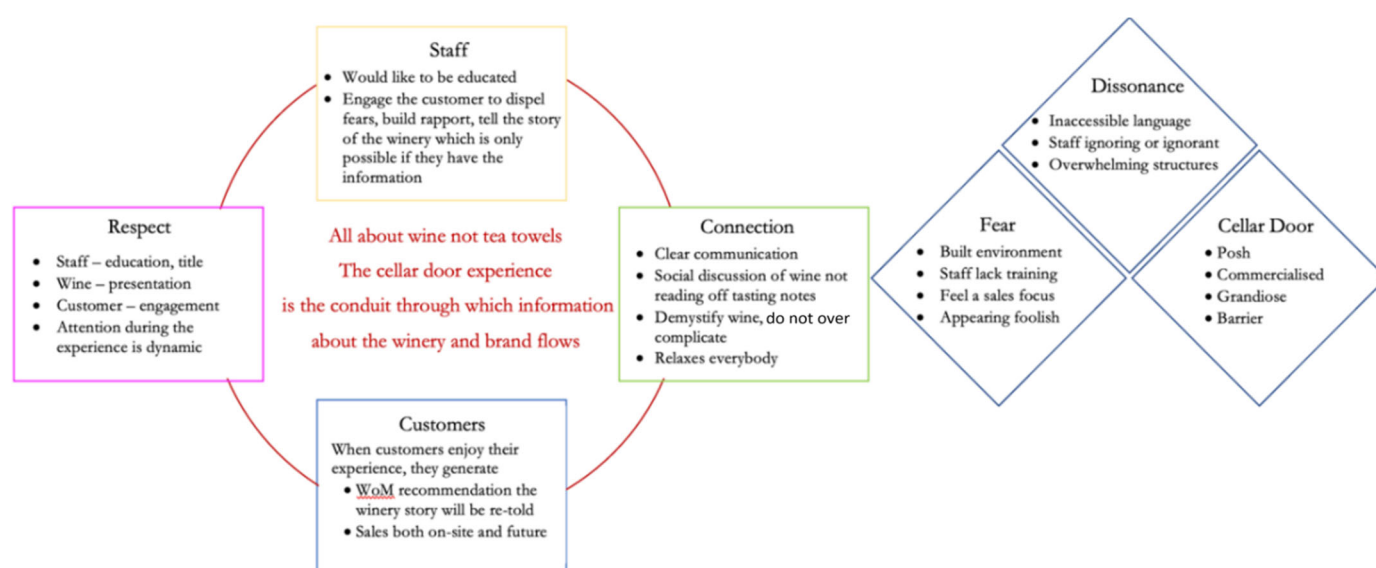 Staff
• Would like to be educated
• Engage the customer to dispel
fears, build rapport, tell the story
of the winery which is only
possible if they have the
information
Respect
• Staff – education, title
• Wine – presentation
• Customer – engagement
• Attention during the
experience is dynamic
All about wine not tea towels
The cellar door experience
is the conduit through which information
about the winery and brand flows
Connection
• Clear communication
• Social discussion of wine not
reading off tasting notes
• Demystify wine, do not over
complicate
• Relaxes everybody
Customers
When customers enjoy their
experience, they generate
• WoM recommendation the
winery story will be re-told
• Sales both on-site and future
Dissonance
• Inaccessible language
• Staff ignoring or ignorant
• Overwhelming structures
Fear
• Built environment
• Staff lack training
• Feel a sales focus
• Appearing foolish
Cellar Door
• Posh
• Commercialised
• Grandiose
• Barrier